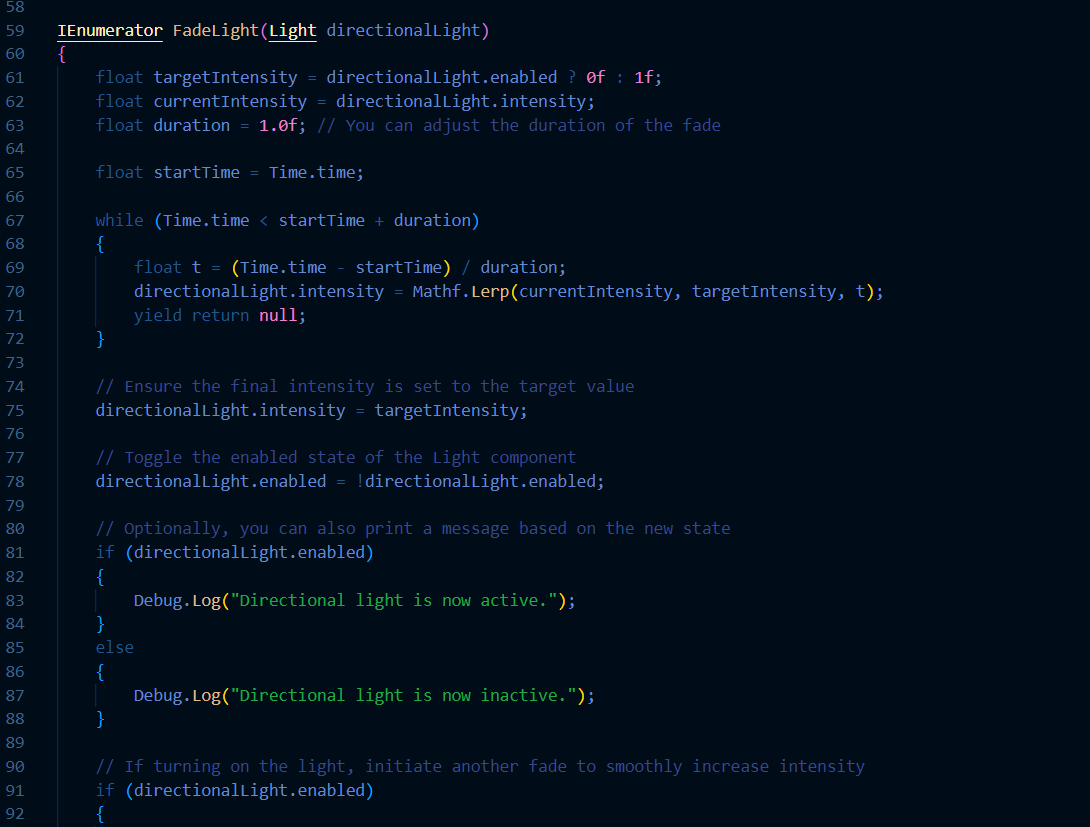 58
59 IEnumerator FadeLight(Light directionalLight)
60 {
61 float targetIntensity = directionalLight.enabled ? 0f : 1f;
62 float currentIntensity = directionalLight.intensity;
63 float duration = 1.0f; // You can adjust the duration of the fade
64
65 float startTime = Time.time;
66
67 while (Time.time < startTime + duration)
68 {
69 float t = (Time.time - startTime) / duration;
70 directionalLight.intensity = Mathf.Lerp(currentIntensity, targetIntensity, t);
71 yield return null;
72 }
73
74 // Ensure the final intensity is set to the target value
75 directionalLight.intensity = targetIntensity;
76
77 // Toggle the enabled state of the Light component
78 directionalLight.enabled = !directionalLight.enabled;
79
80 // Optionally, you can also print a message based on the new state
81 if (directionalLight.enabled)
82 {
83 Debug.Log("Directional light is now active.");
84 }
85 else
86 {
87 Debug.Log("Directional light is now inactive.");
88 }
89
90 // If turning on the light, initiate another fade to smoothly increase intensity
91 if (directionalLight.enabled)
92 {